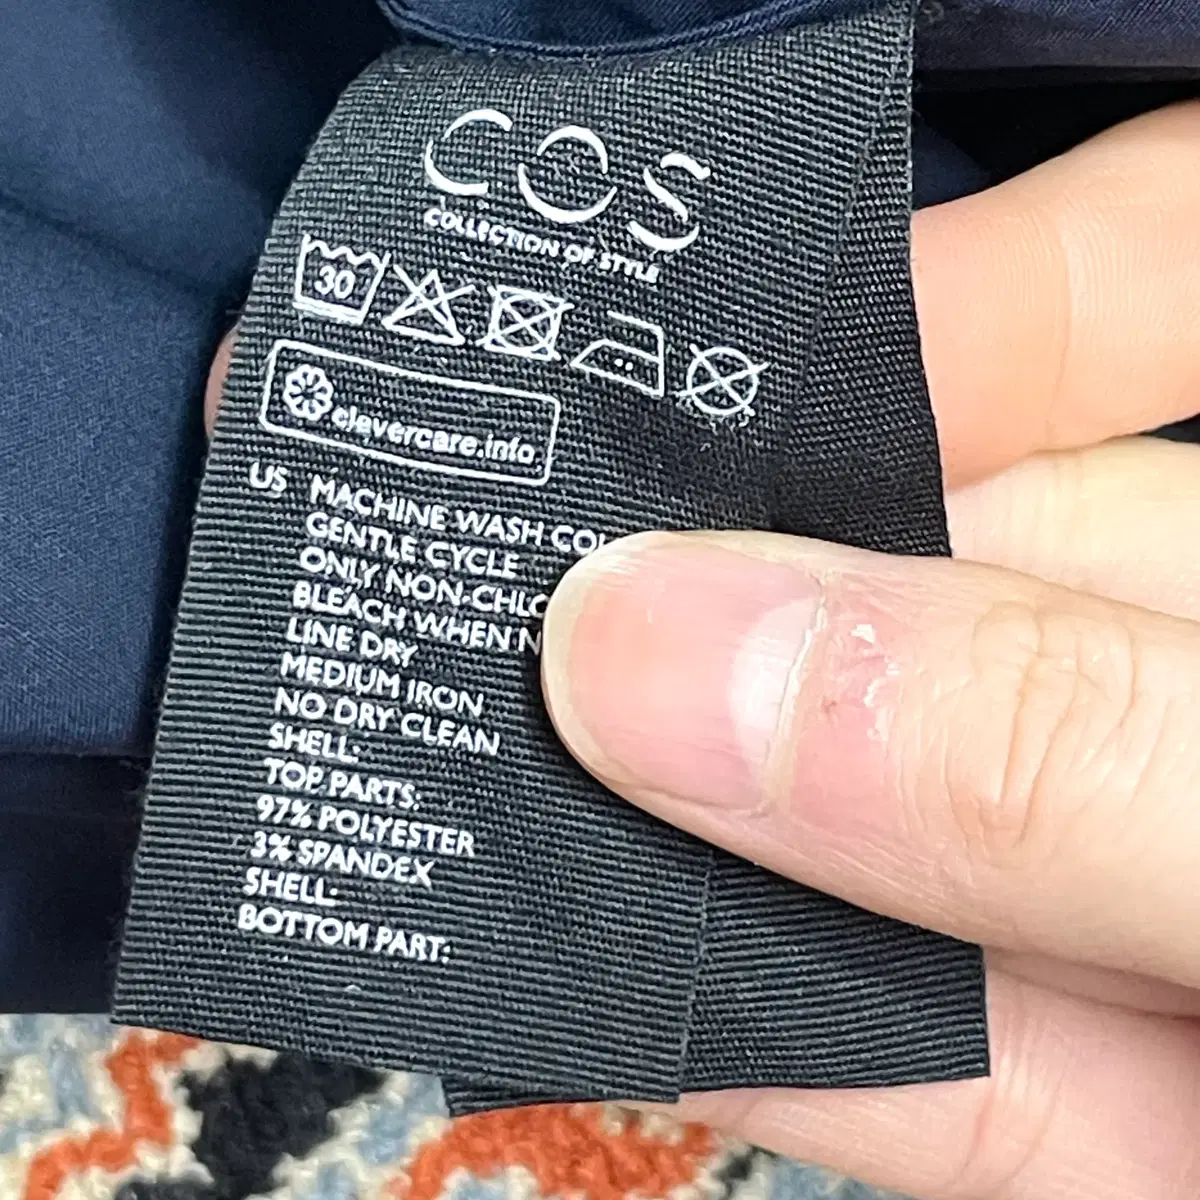 COS
COLLECTION OF STYLE
30
clevercare.info
US MACHINE WASH
GENTLE CYCLE
ONLY NON-CHLO
BLEACH WHEN N
LINE DRY
MEDIUM IRON
NO DRY CLEAN
SHELL:
TOP PARTS:
97% POLYESTER
3% SPANDEX
SHELL:
BOTTOM PART: